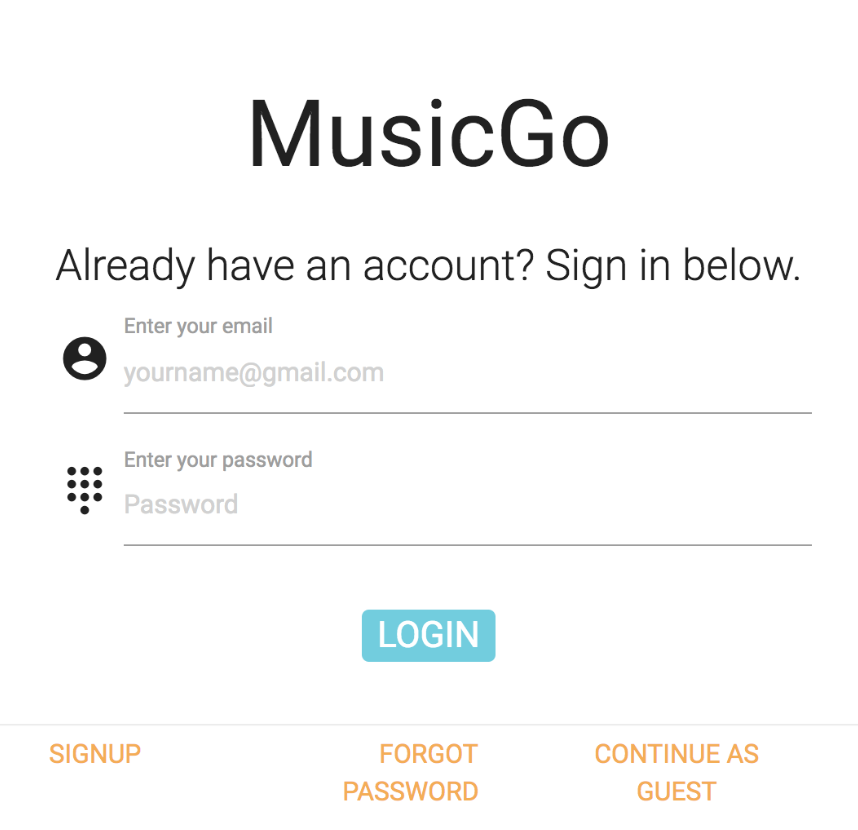 MusicGo
Already have an account? Sign in below.
Enter your email
yourname@gmail.com
Enter your password
Password
LOGIN
SIGNUP
FORGOT
PASSWORD
CONTINUE AS
GUEST